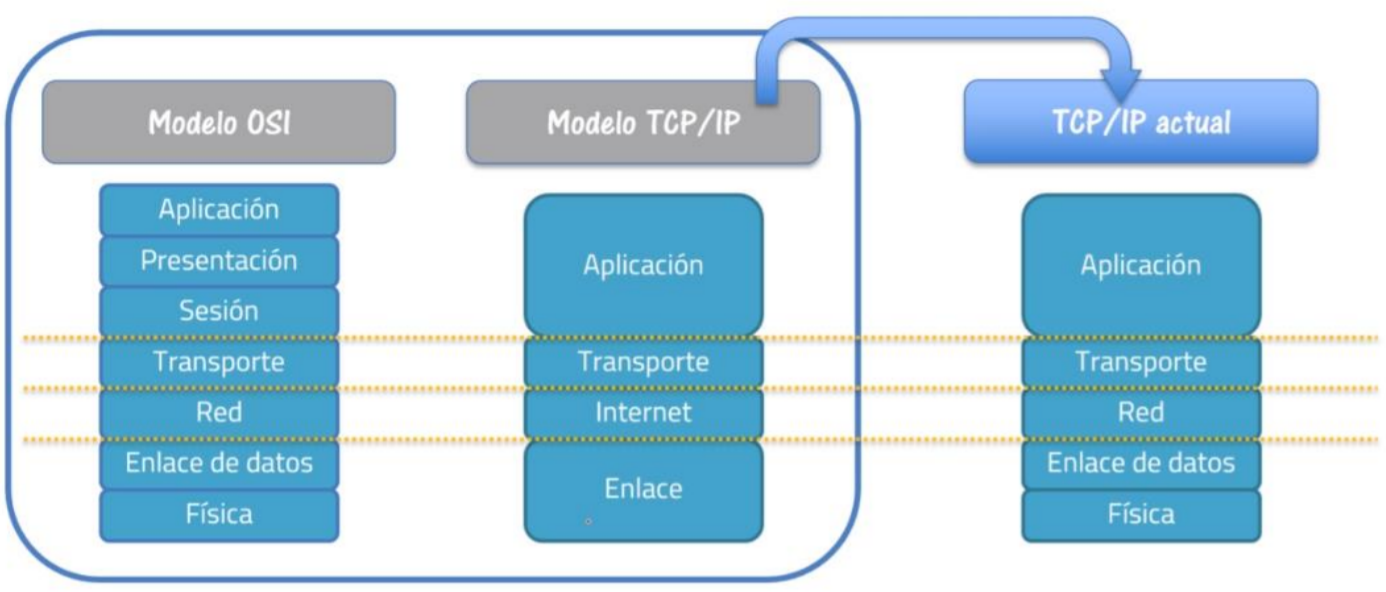 Modelo OSI
Aplicación
Presentación
Sesión
Transporte
Red
Enlace de datos
Física
Modelo TCP/IP
Aplicación
Transporte
Internet
Enlace
TCP/IP actual
Aplicación
Transporte
Red
Enlace de datos
Física